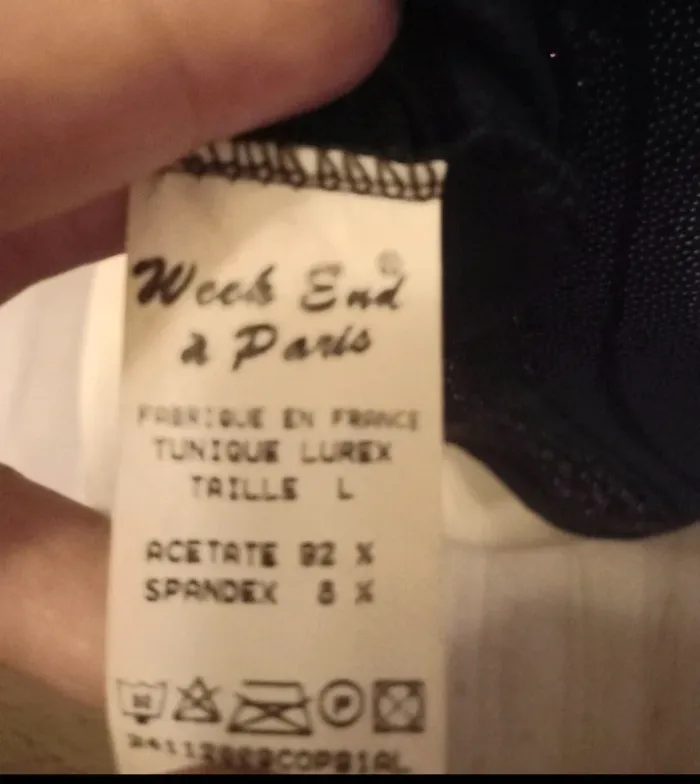 Week End ®
à Paris
FABRIQUE EN FRANCE
TUNIQUE LUREX
TAILLE L
ACETATE 92 %
SPANDEX 8 %
P